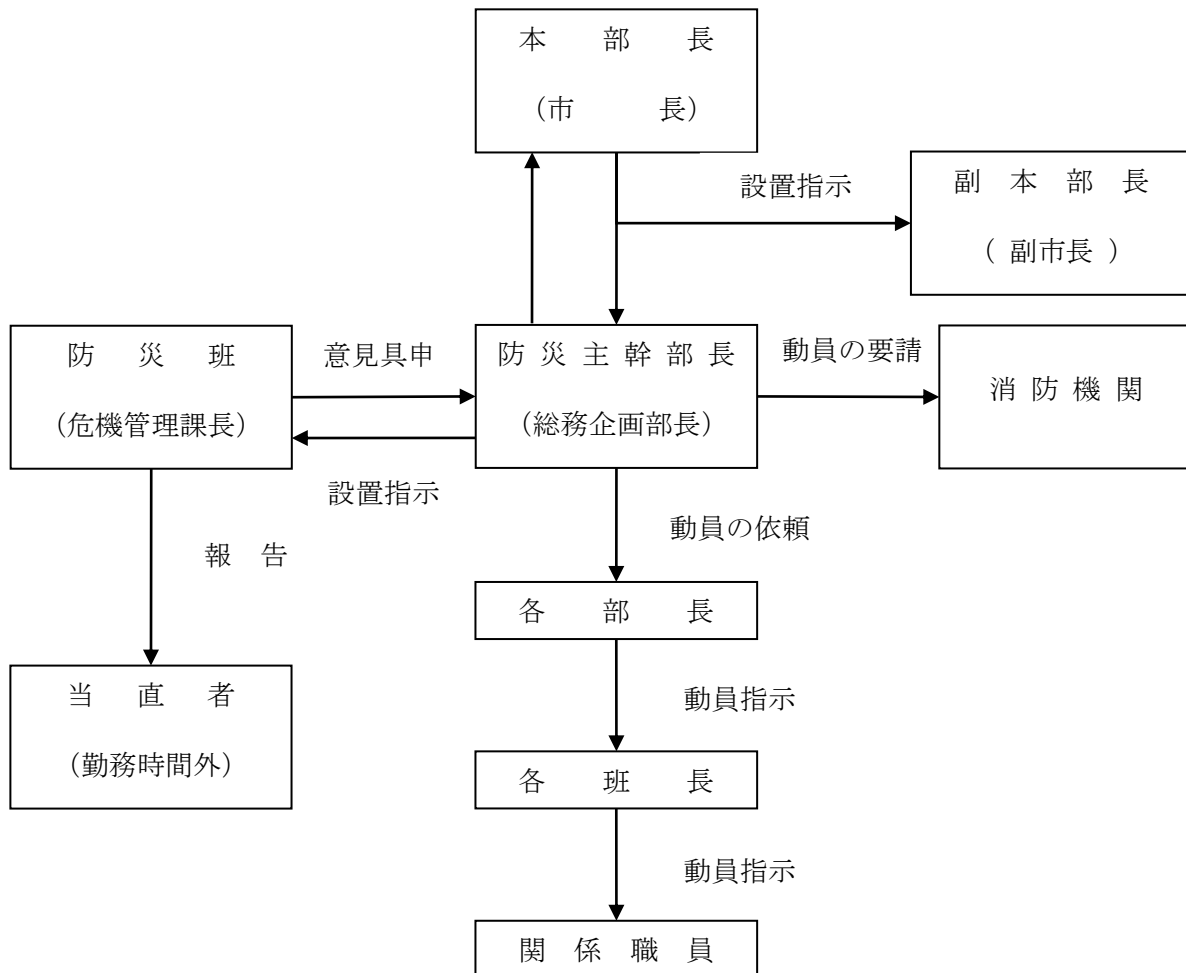 本部長
(市長)
設置指示
副本部長
(副市長)
防災班
(危機管理課長)
意見具申
防災主幹部長
(総務企画部長)
動員の要請
消防機関
設置指示
動員の依頼
報告
各部長
当直者
(勤務時間外)
動員指示
各班長
動員指示
関係職員